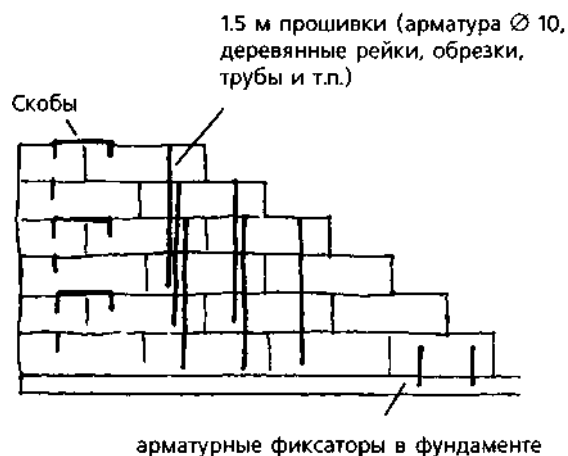 1.5 м прошивки (арматура ∅ 10,
деревянные рейки, обрезки,
трубы и т.п.)
Скобы
арматурные фиксаторы в фундаменте